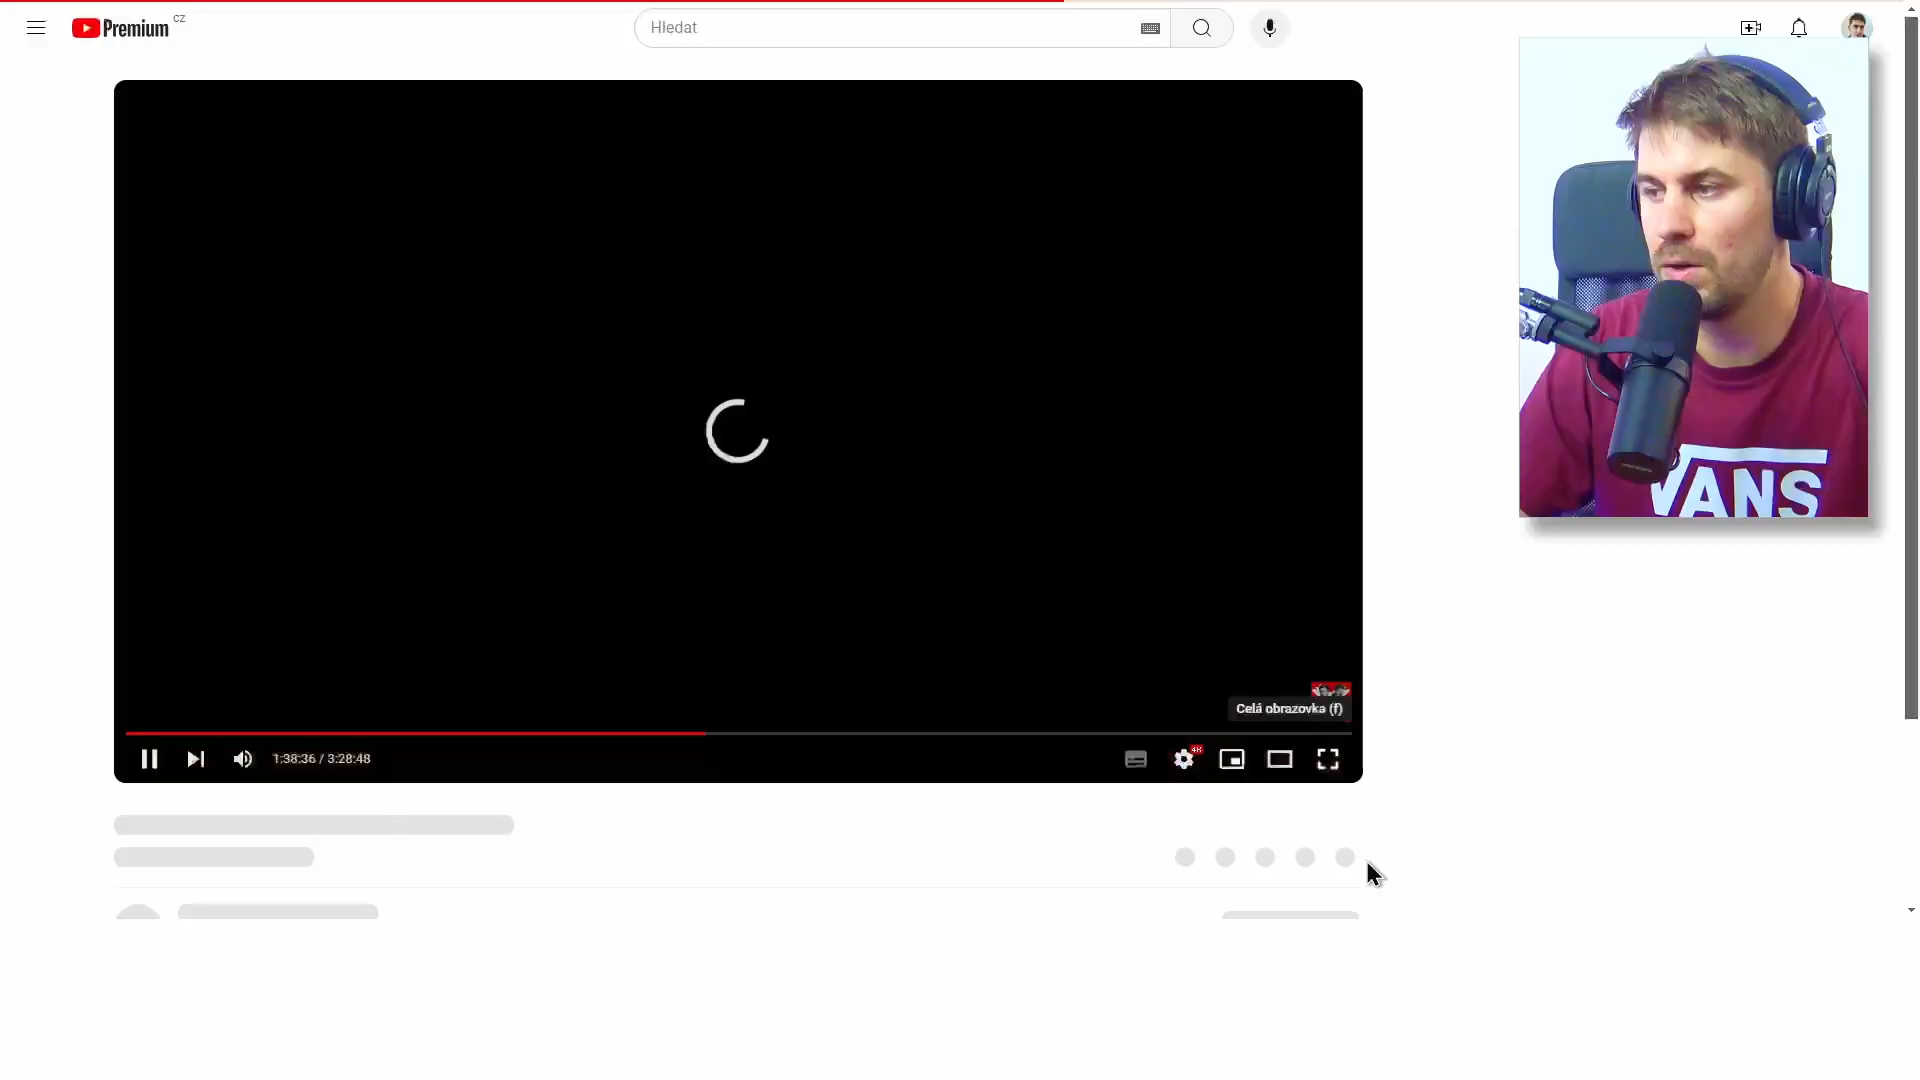 Premium CZ
Hledat
VANS
Celá obrazovka (f)
1:38:36 / 3:28:48
4K